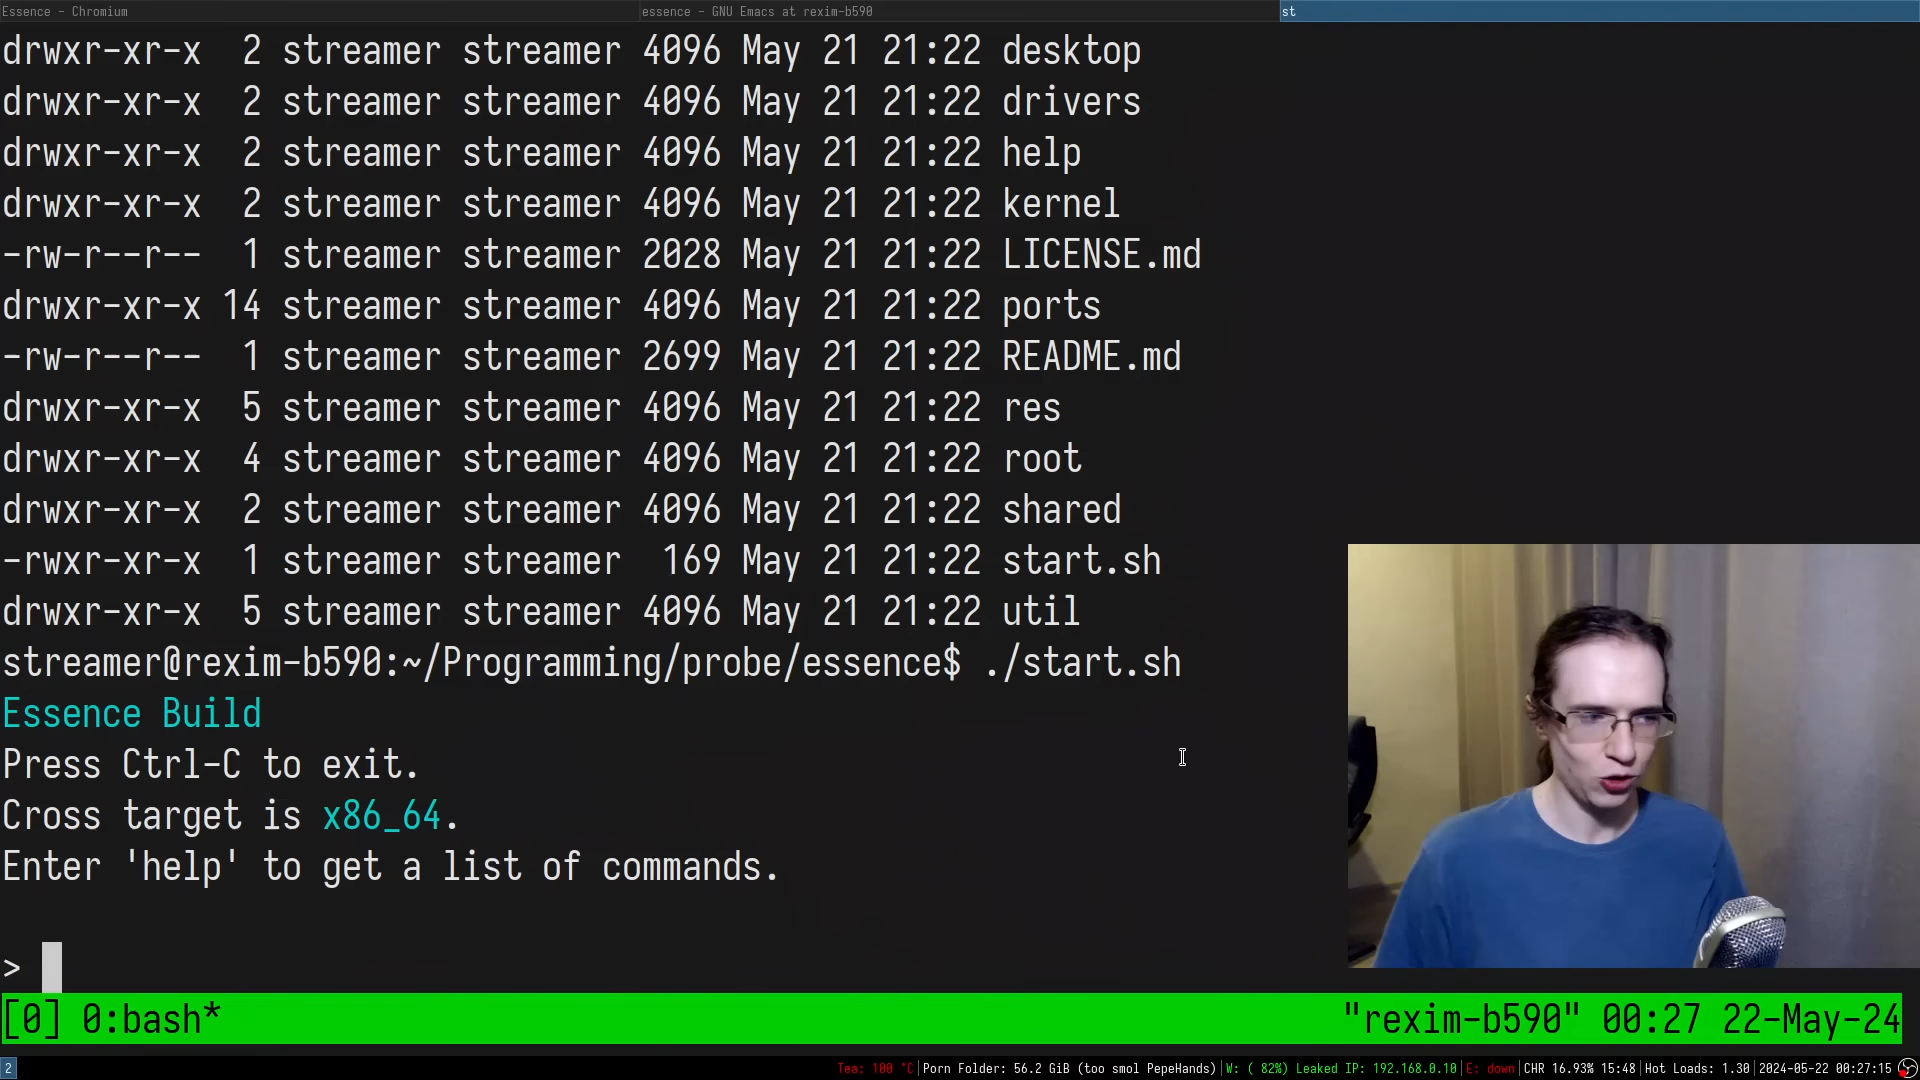 Essence - Chromium
essence - GNU Emacs at rexim-b590
st
drwxr-xr-x  2 streamer streamer 4096 May 21 21:22 desktop
drwxr-xr-x  2 streamer streamer 4096 May 21 21:22 drivers
drwxr-xr-x  2 streamer streamer 4096 May 21 21:22 help
drwxr-xr-x  2 streamer streamer 4096 May 21 21:22 kernel
-rw-r--r--  1 streamer streamer 2028 May 21 21:22 LICENSE.md
drwxr-xr-x 14 streamer streamer 4096 May 21 21:22 ports
-rw-r--r--  1 streamer streamer 2699 May 21 21:22 README.md
drwxr-xr-x  5 streamer streamer 4096 May 21 21:22 res
drwxr-xr-x  4 streamer streamer 4096 May 21 21:22 root
drwxr-xr-x  2 streamer streamer 4096 May 21 21:22 shared
-rwxr-xr-x  1 streamer streamer  169 May 21 21:22 start.sh
drwxr-xr-x  5 streamer streamer 4096 May 21 21:22 util
streamer@rexim-b590:~/Programming/probe/essence$ ./start.sh
Essence Build
Press Ctrl-C to exit.
Cross target is x86_64.
Enter 'help' to get a list of commands.
>
[0] 0:bash* "rexim-b590" 00:27 22-May-24
2 Tea: 100 °C|Porn Folder: 56.2 GiB (too smol PepeHands)|W: ( 82%) Leaked IP: 192.168.0.10|E: down|CHR 16.93% 15:48|Hot Loads: 1.30|2024-05-22 00:27:15